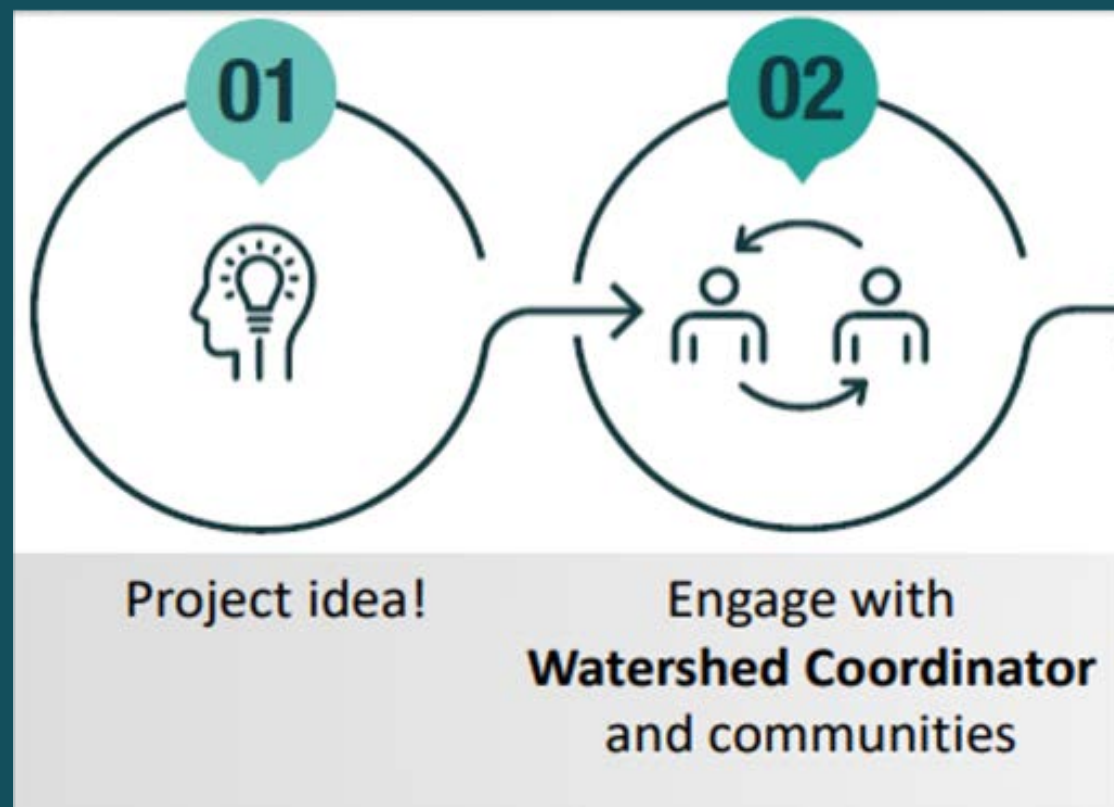 01
02
Project idea!
Engage with
Watershed Coordinator
and communities